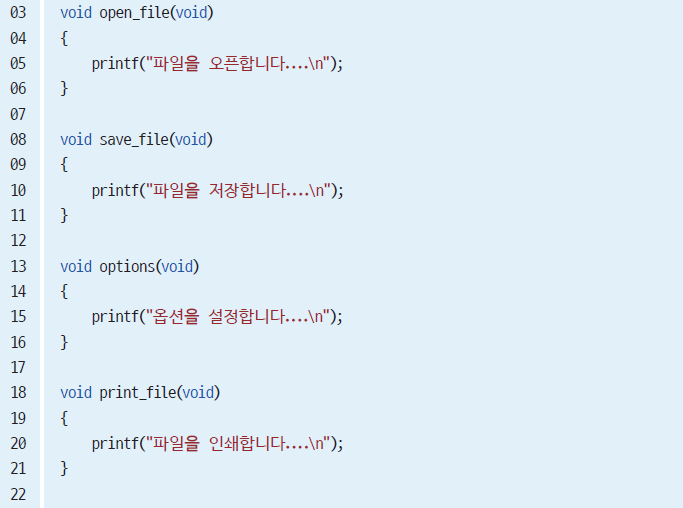 03 void open_file(void)
04 {
05 printf("파일을 오픈합니다....\n");
06 }
07
08 void save_file(void)
09 {
10 printf("파일을 저장합니다....\n");
11 }
12
13 void options(void)
14 {
15 printf("옵션을 설정합니다....\n");
16 }
17
18 void print_file(void)
19 {
20 printf("파일을 인쇄합니다....\n");
21 }
22